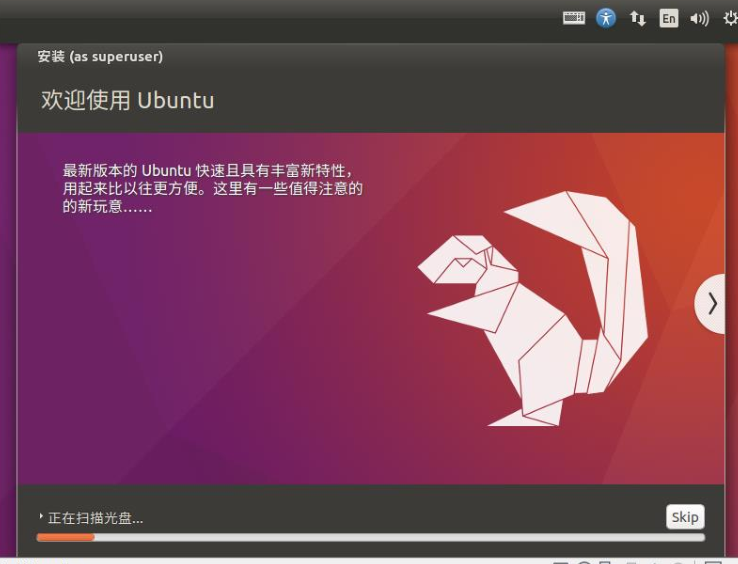 En
安装 (as superuser)
欢迎使用 Ubuntu
最新版本的 Ubuntu 快速且具有丰富新特性，
用起来比以往更方便。这里有一些值得注意的
的新玩意……
正在扫描光盘...
Skip